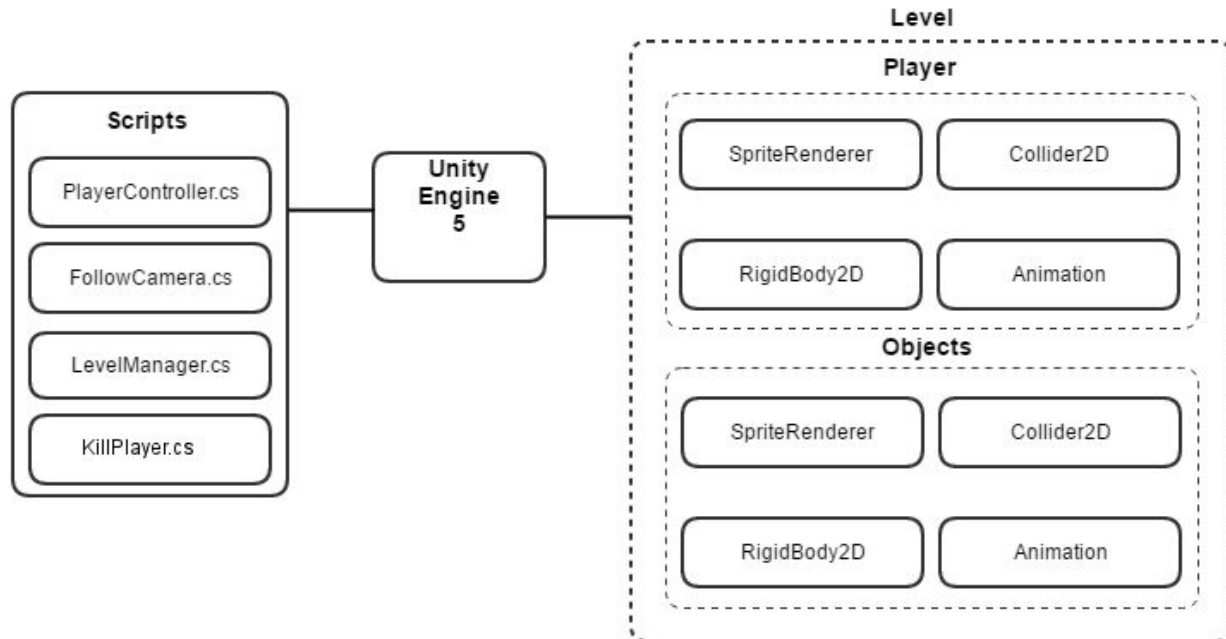 Level
Player
Scripts
PlayerController.cs
FollowCamera.cs
LevelManager.cs
KillPlayer.cs
Unity
Engine
5
SpriteRenderer
Collider2D
RigidBody2D
Animation
Objects
SpriteRenderer
Collider2D
RigidBody2D
Animation